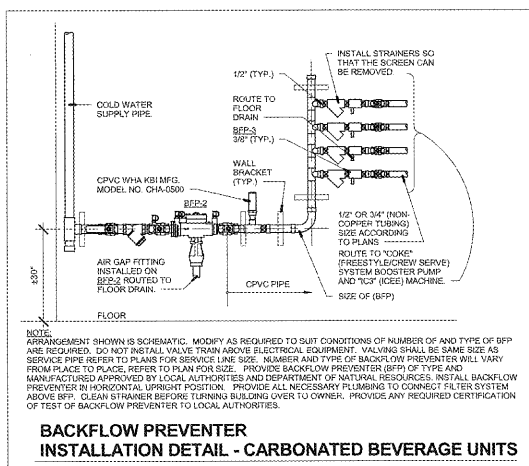 INSTALL STRAINERS SO
THAT THE SCREEN CAN
BE REMOVED
1/2" (TYP.)
ROUTE TO
FLOOR
DRAIN
BFP-3
3/8" (TYP.)
COLD WATER
SUPPLY PIPE.
WALL
BRACKET
(TYP.)
CPVC WHA KBI MFG.
MODEL NO. CHA-0500
BFP-2
1/2" OR 3/4" (NON-
COPPER TUBING)
SIZE ACCORDING
TO PLANS
AIR GAP FITTING
INSTALLED ON
BFP-2 ROUTED TO
FLOOR DRAIN.
ROUTE TO "COKE"
(FREESTYLE/CREW SERVE)
SYSTEM BOOSTER PUMP
AND "IC3" (ICEE) MACHINE.
CPVC PIPE
SIZE OF (BFP)
±30"
FLOOR
NOTE:
ARRANGEMENT SHOWN IS SCHEMATIC. MODIFY AS REQUIRED TO SUIT CONDITIONS OF NUMBER OF AND TYPE OF BFP
ARE REQUIRED. DO NOT INSTALL VALVE TRAIN ABOVE ELECTRICAL EQUIPMENT. VALVING SHALL BE SAME SIZE AS
SERVICE PIPE REFER TO PLANS FOR SERVICE LINE SIZE. NUMBER AND TYPE OF BACKFLOW PREVENTER WILL VARY
FROM PLACE TO PLACE, REFER TO PLAN FOR SIZE. PROVIDE BACKFLOW PREVENTER (BFP) OF TYPE AND
MANUFACTURED APPROVED BY LOCAL AUTHORITIES AND DEPARTMENT OF NATURAL RESOURCES. INSTALL BACKFLOW
PREVENTER IN HORIZONTAL UPRIGHT POSITION. PROVIDE ALL NECESSARY PLUMBING TO CONNECT FILTER SYSTEM
ABOVE BFP. CLEAN STRAINER BEFORE TURNING BUILDING OVER TO OWNER. PROVIDE ANY REQUIRED CERTIFICATION
OF TEST OF BACKFLOW PREVENTER TO LOCAL AUTHORITIES.
BACKFLOW PREVENTER
INSTALLATION DETAIL - CARBONATED BEVERAGE UNITS